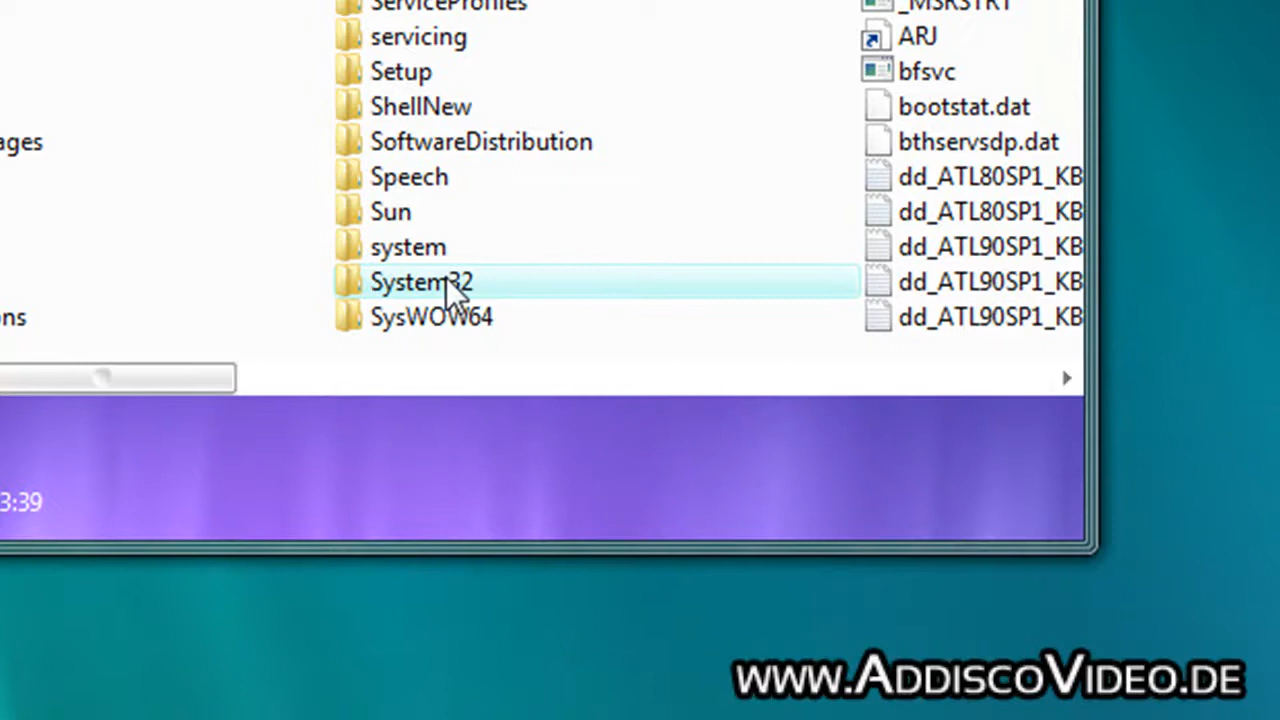 ages
ons
ServiceProfiles
servicing
Setup
ShellNew
SoftwareDistribution
Speech
Sun
system
System32
SysWOW64
_MSRSTRT
ARJ
bfsvc
bootstat.dat
bthservsdp.dat
dd_ATL80SP1_KB
dd_ATL80SP1_KB
dd_ATL90SP1_KB
dd_ATL90SP1_KB
dd_ATL90SP1_KB
3:39
www.AddiscoVideo.de